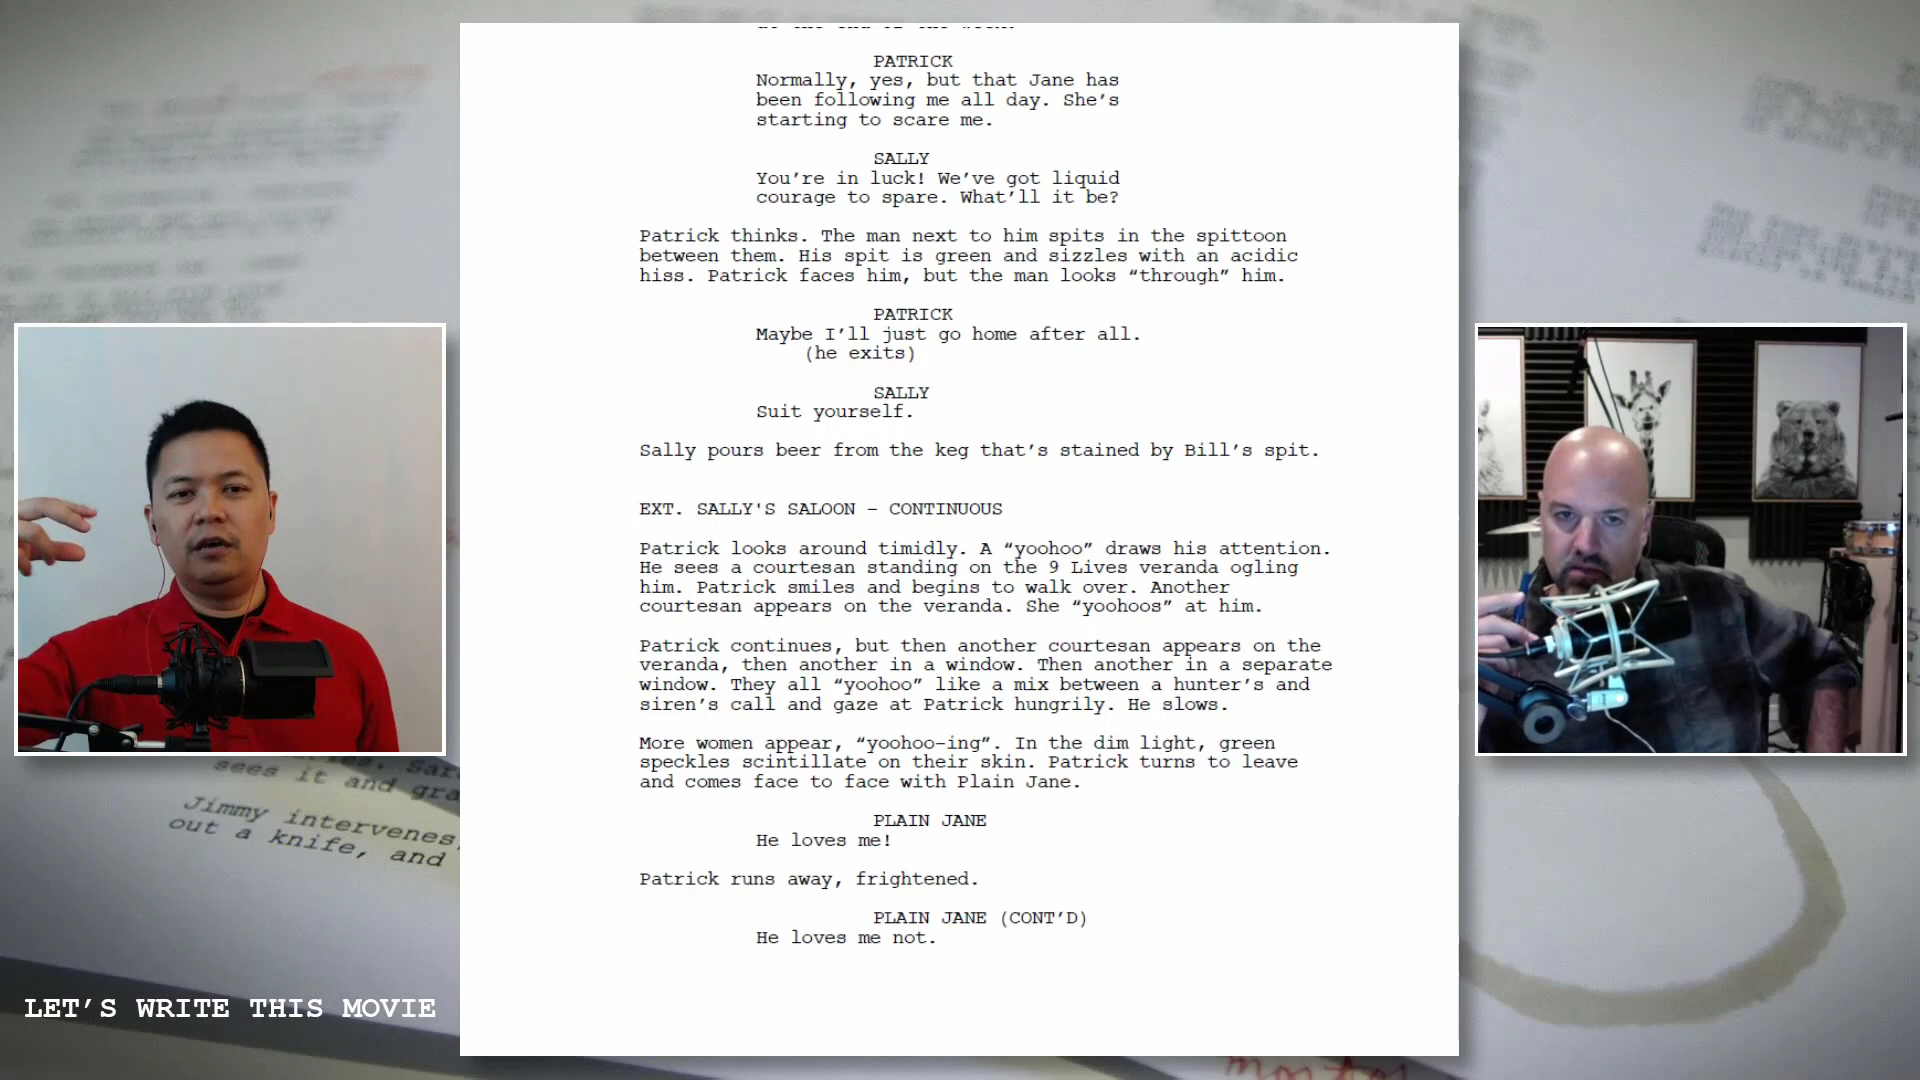 PATRICK
Normally, yes, but that Jane has
been following me all day. She's
starting to scare me.
SALLY
You're in luck! We've got liquid
courage to spare. What'll it be?
Patrick thinks. The man next to him spits in the spittoon
between them. His spit is green and sizzles with an acidic
hiss. Patrick faces him, but the man looks “through” him.
PATRICK
Maybe I'll just go home after all.
(he exits)
SALLY
Suit yourself.
Sally pours beer from the keg that's stained by Bill's spit.
EXT. SALLY'S SALOON – CONTINUOUS
Patrick looks around timidly. A “yoohoo” draws his attention.
He sees a courtesan standing on the 9 Lives veranda ogling
him. Patrick smiles and begins to walk over. Another
courtesan appears on the veranda. She “yoohoos” at him.
Patrick continues, but then another courtesan appears on the
veranda, then another in a window. Then another in a separate
window. They all “yoohoo” like a mix between a hunter's and
siren's call and gaze at Patrick hungrily. He slows.
More women appear, “yoohoo-ing”. In the dim light, green
speckles scintillate on their skin. Patrick turns to leave
and comes face to face with Plain Jane.
PLAIN JANE
He loves me!
Patrick runs away, frightened.
PLAIN JANE (CONT'D)
He loves me not.
sees it and
Jimmy intervenes
out a knife, and
LET'S WRITE THIS MOVIE